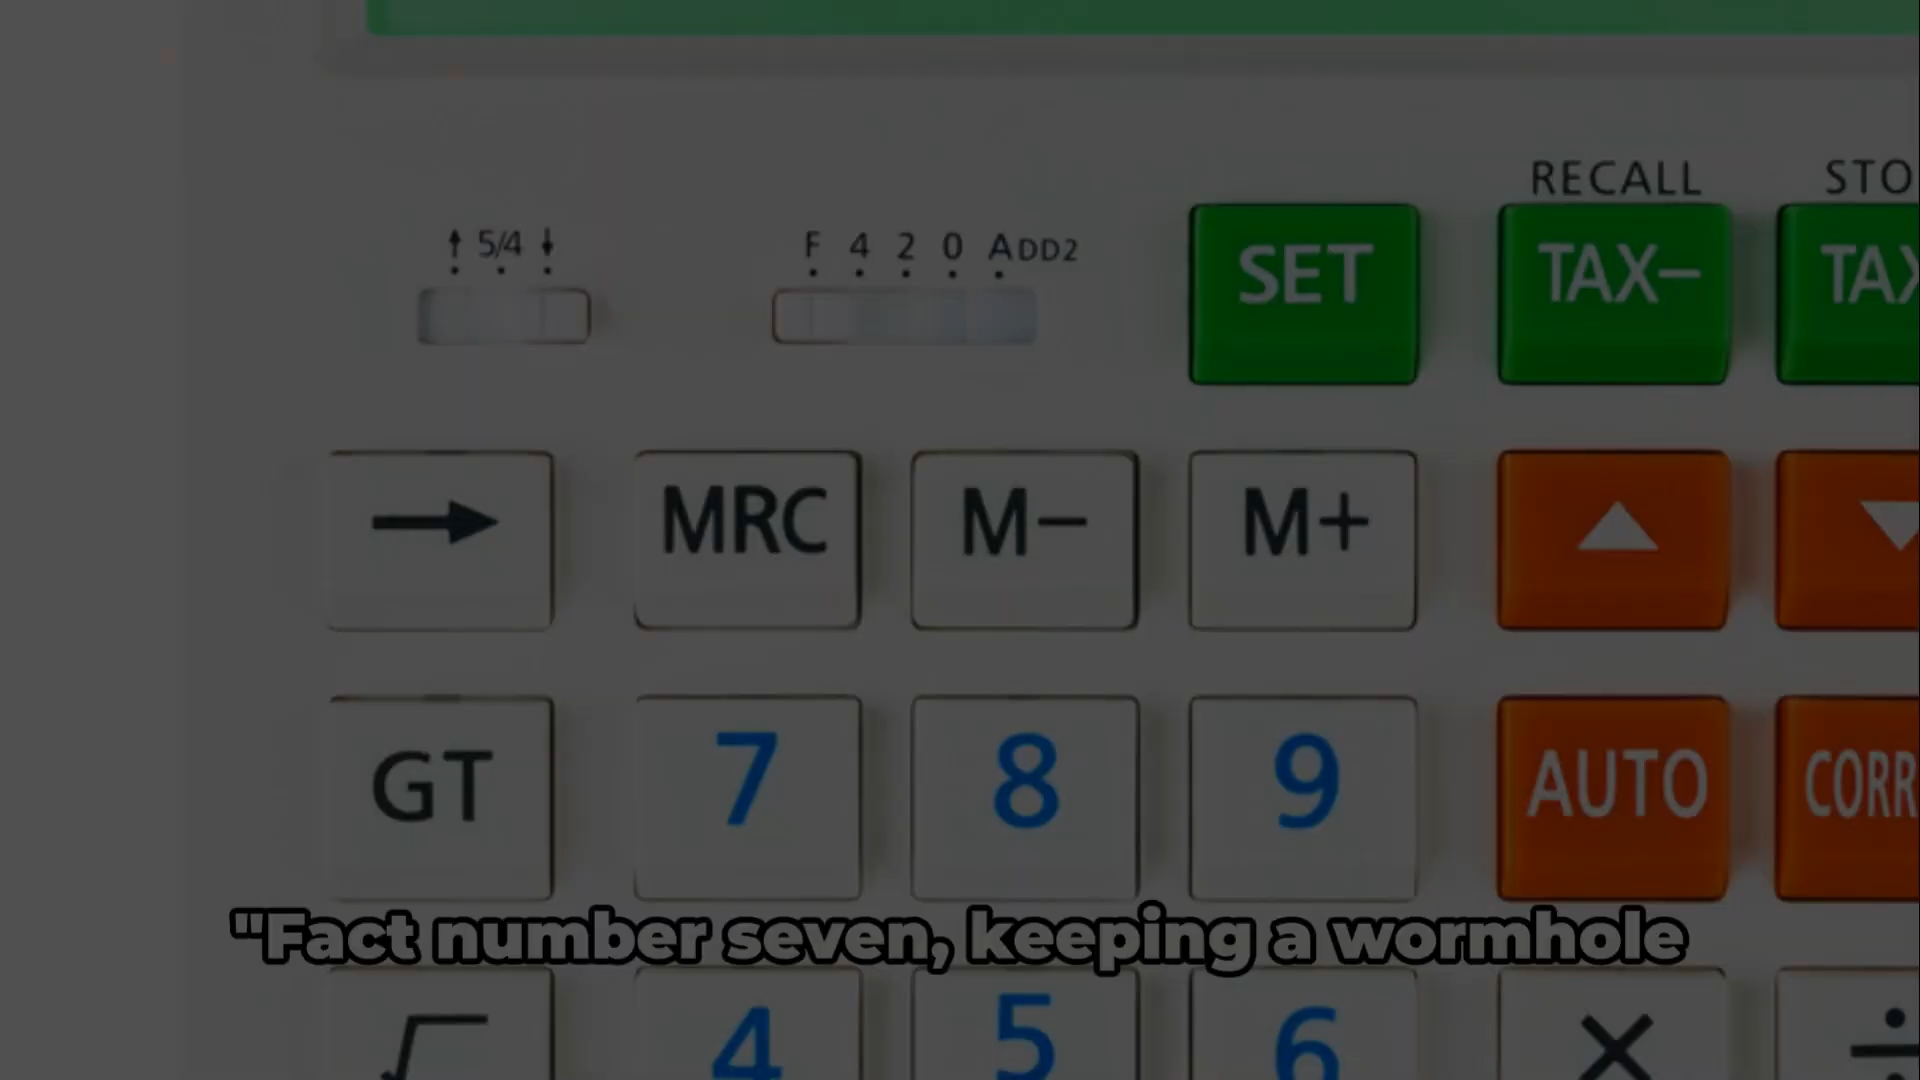 RECALL STO
↑ 5/4 ↓ F 4 2 0 ADD2
SET TAX− TAX
→ MRC M− M+ ▲ ▼
GT 7 8 9 AUTO CORR
"Fact number seven, keeping a wormhole
√ 4 5 6 × ÷